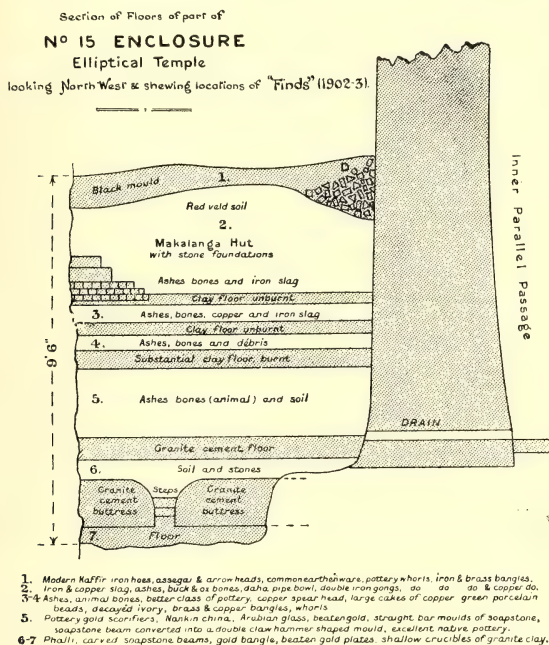 Section of Floors of part of
Nº 15 ENCLOSURE
Elliptical Temple
looking North West & shewing locations of "Finds" (1902-3).
Black mould
1.
Red veld soil
2.
Makalanga Hut
with stone foundations
Ashes bones and iron slag
Clay floor unburnt
3. Ashes, bones, copper and iron slag
Clay floor unburnt
4. Ashes, bones and débris
Substantial clay floor, burnt
5. Ashes bones (animal) and soil
Granite cement floor
6. Soil and stones
Granite cement buttress
Steps
Granite cement buttress
7. Floor
9'6"
DRAIN
Inner Parallel Passage
1. Modern Kaffir iron hoes, assegai & arrow heads, common earthenware, pottery whorls, iron & brass bangles.
2. Iron & copper slag, ashes, buck & ox bones, daha pipe bowl, double iron gongs, do do do & copper do.
3-4 Ashes, animal bones, better class of pottery, copper spear head, large cakes of copper green porcelain
beads, decayed ivory, brass & copper bangles, whorls
5. Pottery gold scorifiers, Nankin china, Arabian glass, beaten gold, straight bar moulds of soapstone,
soapstone beam converted into a double claw hammer shaped mould, excellent native pottery.
6-7 Phalli, carved soapstone beams, gold bangle, beaten gold plates, shallow crucibles of granite clay.